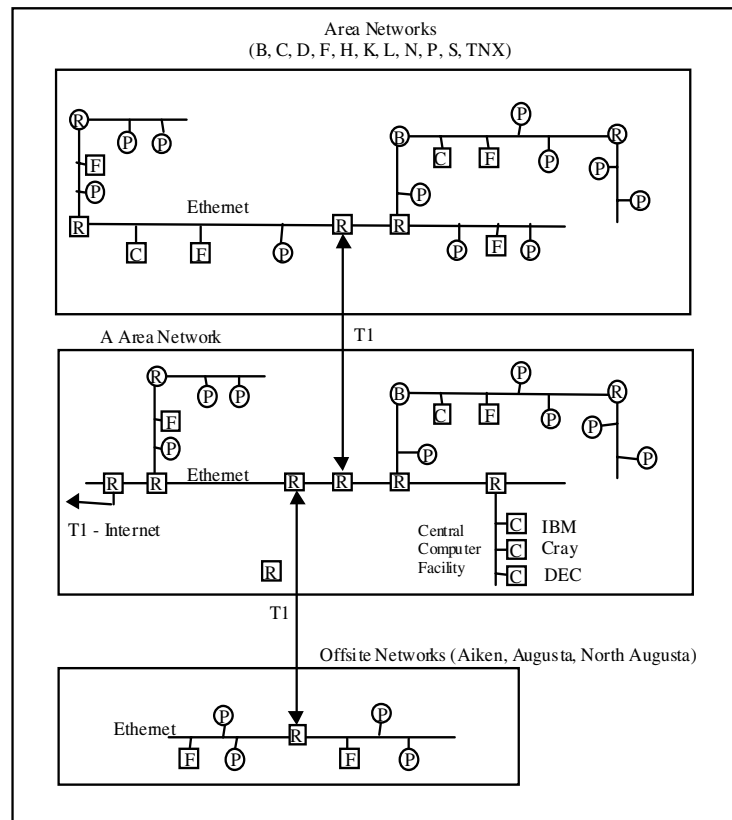 Area Networks
(B, C, D, F, H, K, L, N, P, S, TNX)
R
P
P
F
P
R
Ethernet
C
F
P
R
R
B
C
F
P
P
R
P
P
P
P
F
P
T1
A Area Network
R
P
P
F
P
B
C
F
P
P
R
P
P
P
R
R
Ethernet
R
R
R
R
T1 - Internet
Central
Computer
Facility
C IBM
C Cray
C DEC
R
T1
Offsite Networks (Aiken, Augusta, North Augusta)
Ethernet
P
F
P
R
P
F
P